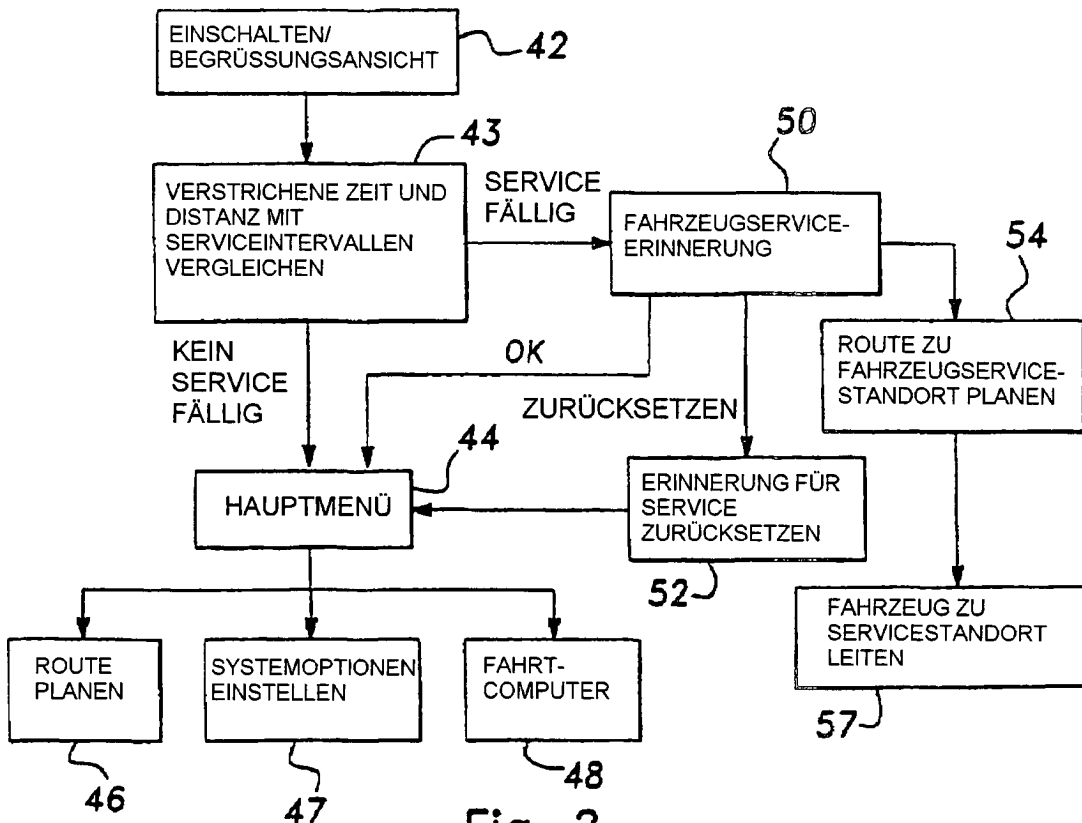 EINSCHALTEN/
BEGRÜSSUNGSANSICHT
42
43
VERSTRICHENE ZEIT UND
DISTANZ MIT
SERVICEINTERVALLEN
VERGLEICHEN
SERVICE
FÄLLIG
50
FAHRZEUGSERVICE-
ERINNERUNG
54
ROUTE ZU
FAHRZEUGSERVICE-
STANDORT PLANEN
KEIN
SERVICE
FÄLLIG
OK
ZURÜCKSETZEN
44
HAUPTMENÜ
ERINNERUNG FÜR
SERVICE
ZURÜCKSETZEN
52
FAHRZEUG ZU
SERVICESTANDORT
LEITEN
57
ROUTE
PLANEN
46
SYSTEMOPTIONEN
EINSTELLEN
47
FAHRT-
COMPUTER
48